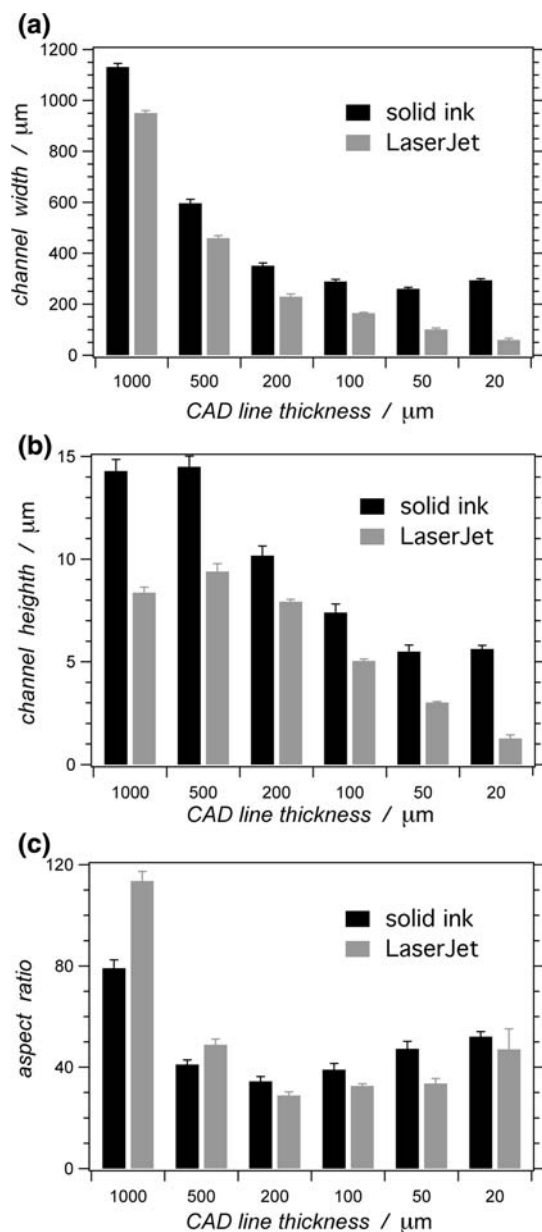 (a)
1200
1000
800
600
400
200
0
channel width / μm
solid ink
LaserJet
1000 500 200 100 50 20
CAD line thickness / μm
(b)
15
10
5
0
channel heighth / μm
solid ink
LaserJet
1000 500 200 100 50 20
CAD line thickness / μm
(c)
120
80
40
0
aspect ratio
solid ink
LaserJet
1000 500 200 100 50 20
CAD line thickness / μm